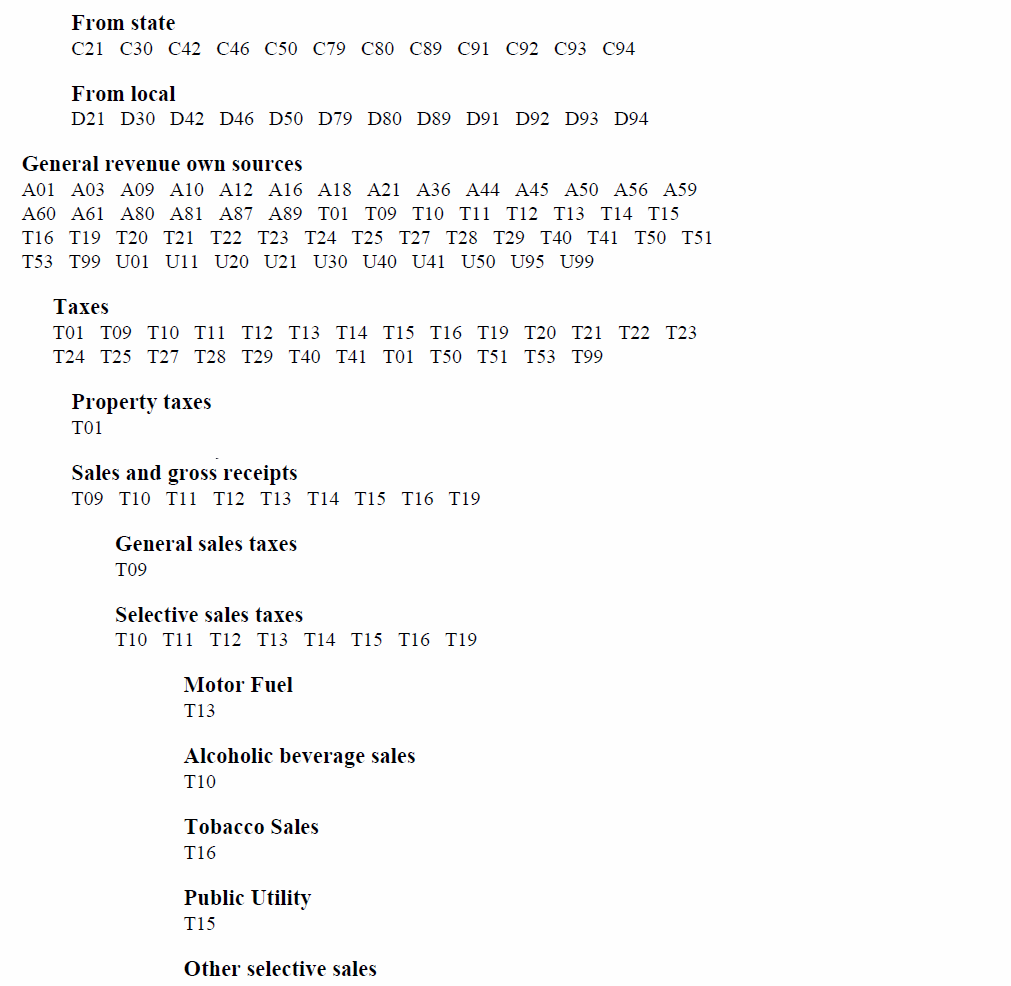 From state
C21 C30 C42 C46 C50 C79 C80 C89 C91 C92 C93 C94
From local
D21 D30 D42 D46 D50 D79 D80 D89 D91 D92 D93 D94
General revenue own sources
A01 A03 A09 A10 A12 A16 A18 A21 A36 A44 A45 A50 A56 A59
A60 A61 A80 A81 A87 A89 T01 T09 T10 T11 T12 T13 T14 T15
T16 T19 T20 T21 T22 T23 T24 T25 T27 T28 T29 T40 T41 T50 T51
T53 T99 U01 U11 U20 U21 U30 U40 U41 U50 U95 U99
Taxes
T01 T09 T10 T11 T12 T13 T14 T15 T16 T19 T20 T21 T22 T23
T24 T25 T27 T28 T29 T40 T41 T01 T50 T51 T53 T99
Property taxes
T01
Sales and gross receipts
T09 T10 T11 T12 T13 T14 T15 T16 T19
General sales taxes
T09
Selective sales taxes
T10 T11 T12 T13 T14 T15 T16 T19
Motor Fuel
T13
Alcoholic beverage sales
T10
Tobacco Sales
T16
Public Utility
T15
Other selective sales